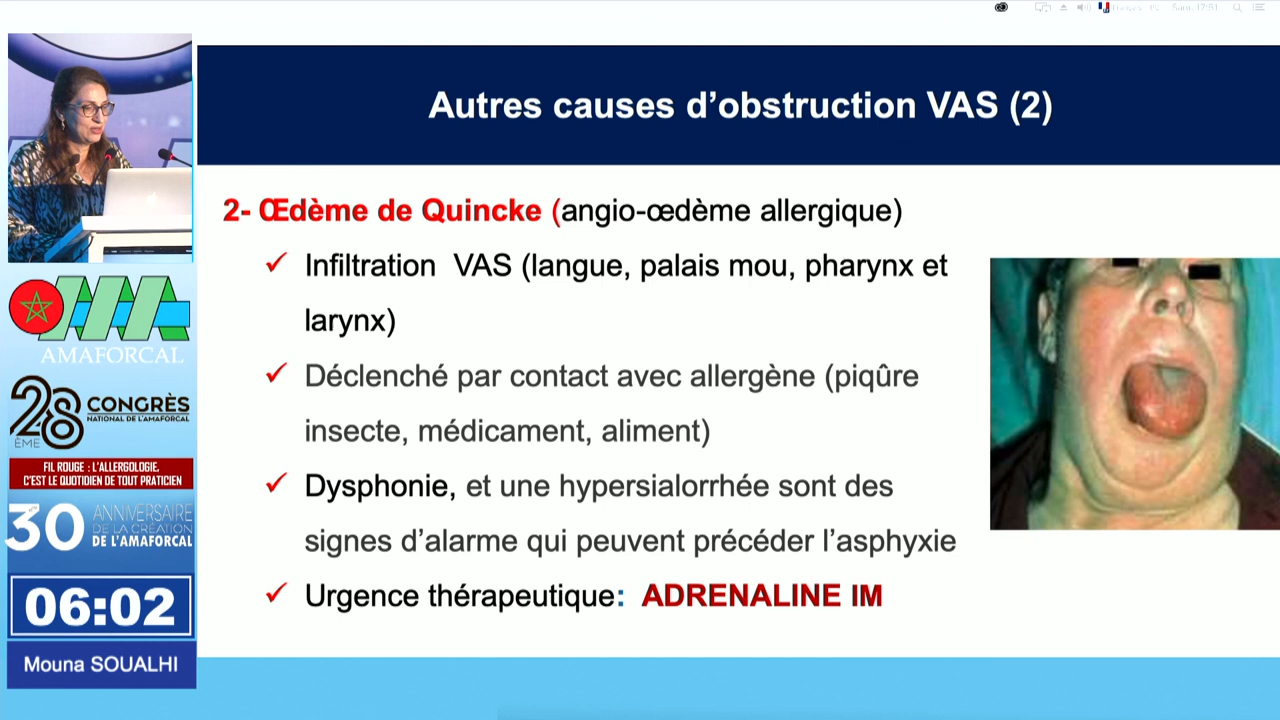 Sam. 17:51
Autres causes d’obstruction VAS (2)
2- Œdème de Quincke (angio-œdème allergique)
✓ Infiltration VAS (langue, palais mou, pharynx et
larynx)
✓ Déclenché par contact avec allergène (piqûre
insecte, médicament, aliment)
✓ Dysphonie, et une hypersialorrhée sont des
signes d’alarme qui peuvent précéder l’asphyxie
✓ Urgence thérapeutique: ADRENALINE IM
AMAFORCAL
28
ÈME
CONGRÈS
NATIONAL DE L'AMAFORCAL
FIL ROUGE : L'ALLERGOLOGIE,
C'EST LE QUOTIDIEN DE TOUT PRATICIEN
30
ANNIVERSAIRE
DE LA CRÉATION
DE L'AMAFORCAL
06:02
Mouna SOUALHI